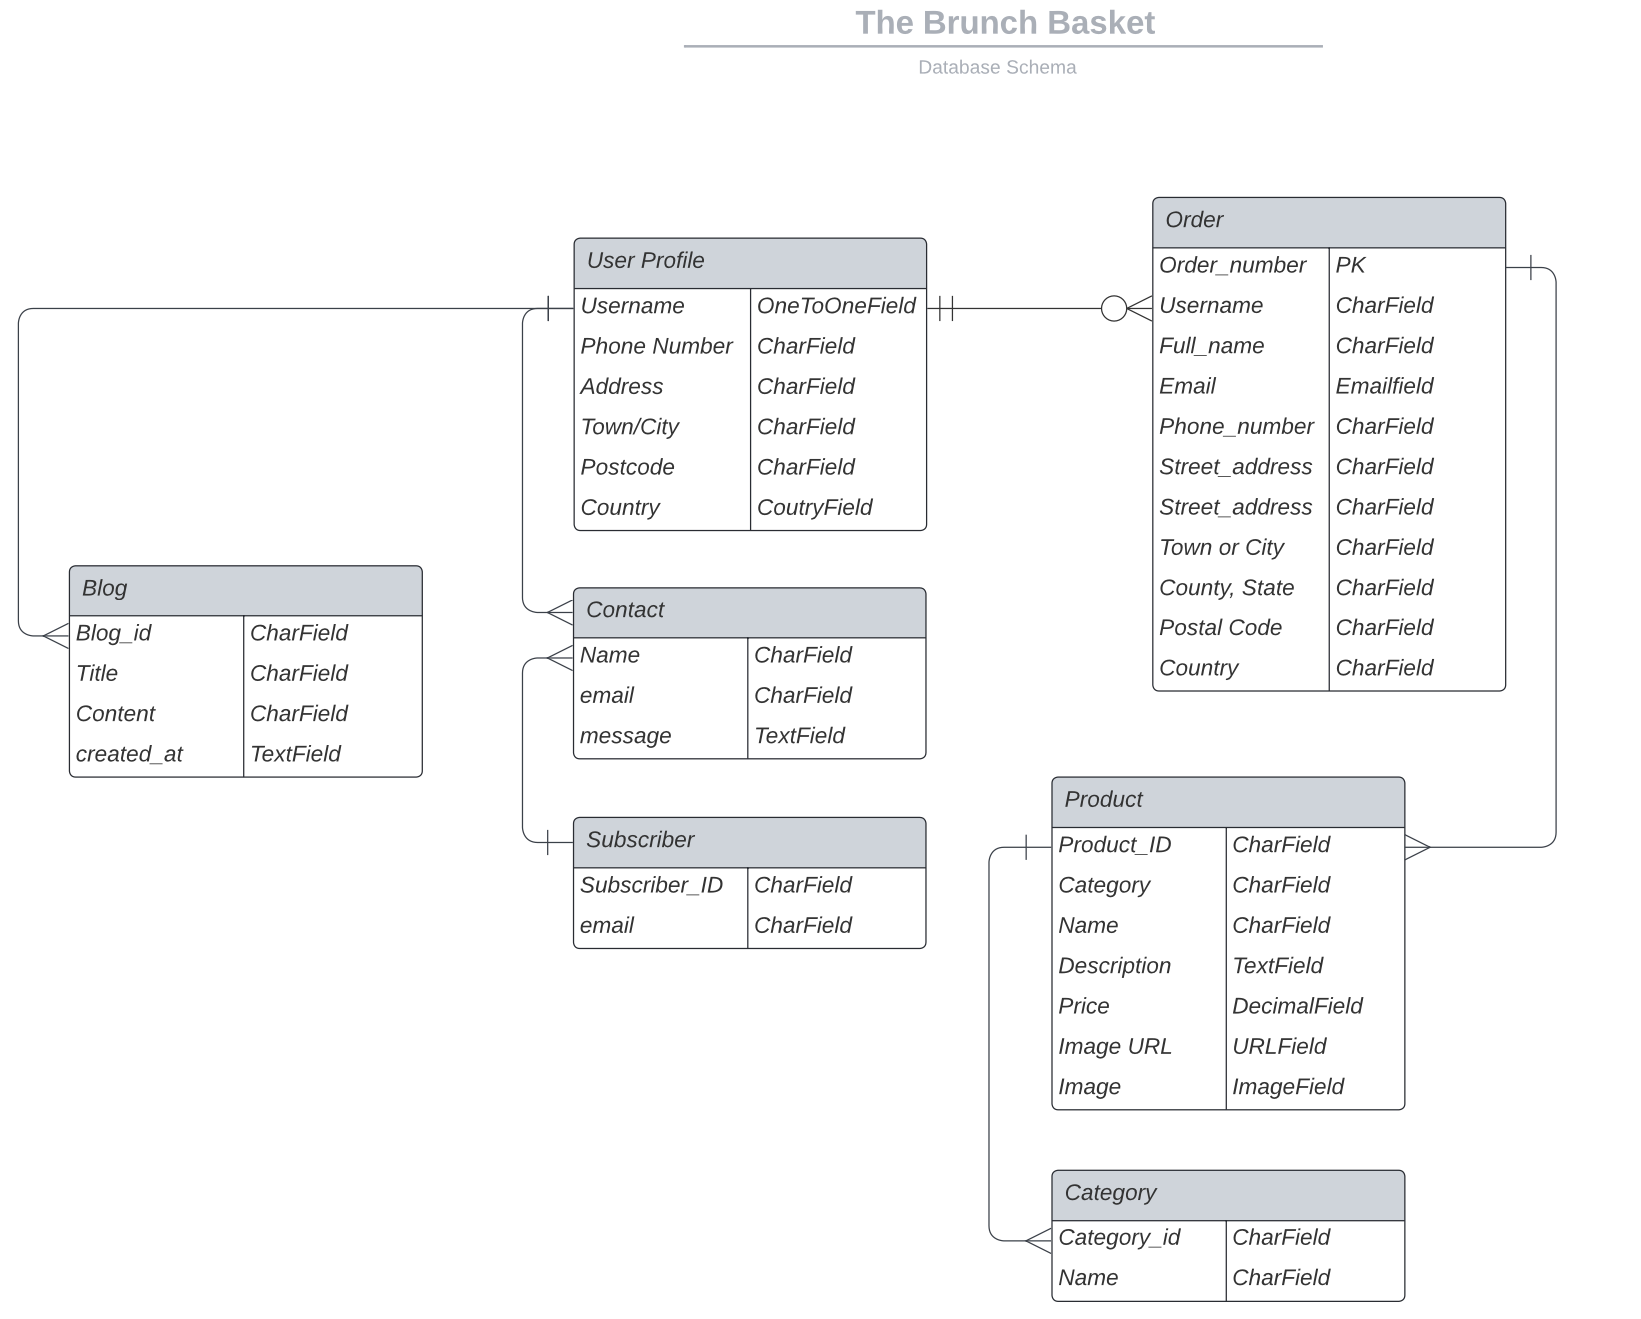 The Brunch Basket
Database Schema
User Profile
Username OneToOneField
Phone Number CharField
Address CharField
Town/City CharField
Postcode CharField
Country CoutryField
Order
Order_number PK
Username CharField
Full_name CharField
Email Emailfield
Phone_number CharField
Street_address CharField
Street_address CharField
Town or City CharField
County, State CharField
Postal Code CharField
Country CharField
Blog
Blog_id CharField
Title CharField
Content CharField
created_at TextField
Contact
Name CharField
email CharField
message TextField
Subscriber
Subscriber_ID CharField
email CharField
Product
Product_ID CharField
Category CharField
Name CharField
Description TextField
Price DecimalField
Image URL URLField
Image ImageField
Category
Category_id CharField
Name CharField